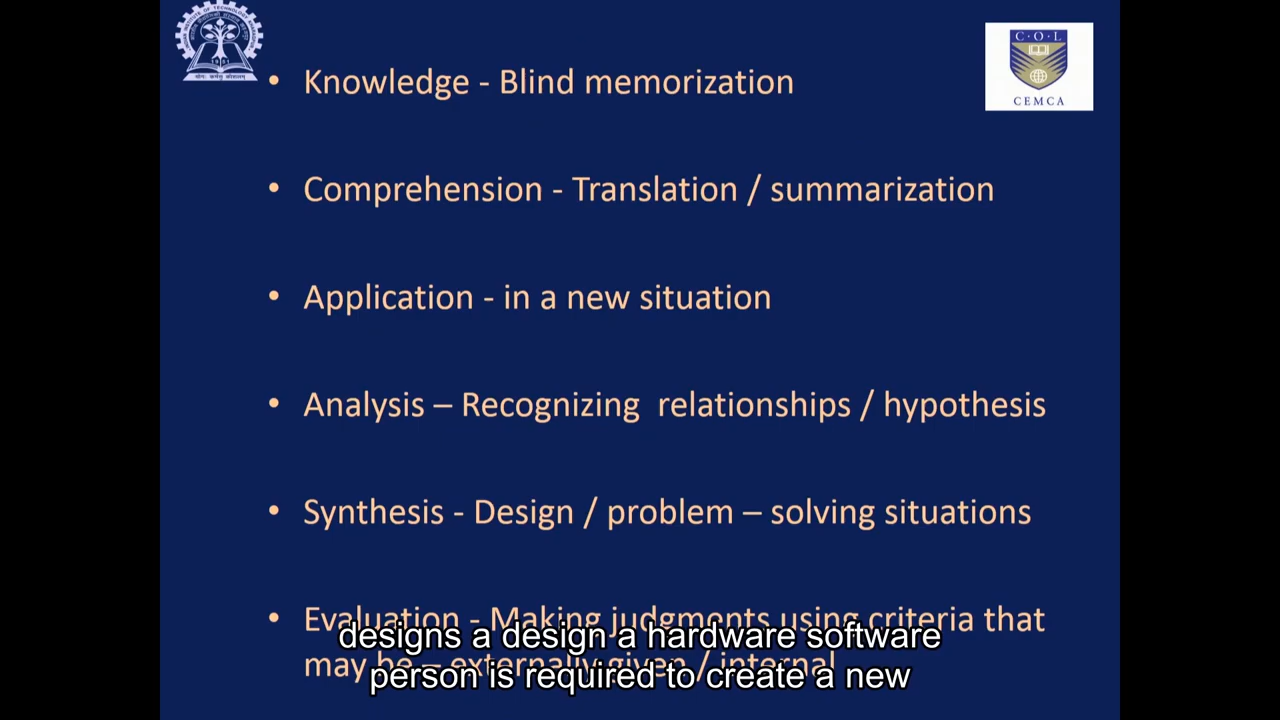 C·O·L
CEMCA
• Knowledge - Blind memorization
• Comprehension - Translation / summarization
• Application - in a new situation
• Analysis – Recognizing relationships / hypothesis
• Synthesis - Design / problem – solving situations
• Evaluation - Making judgments using criteria that
may be – externally given / internal
designs a design a hardware software
person is required to create a new